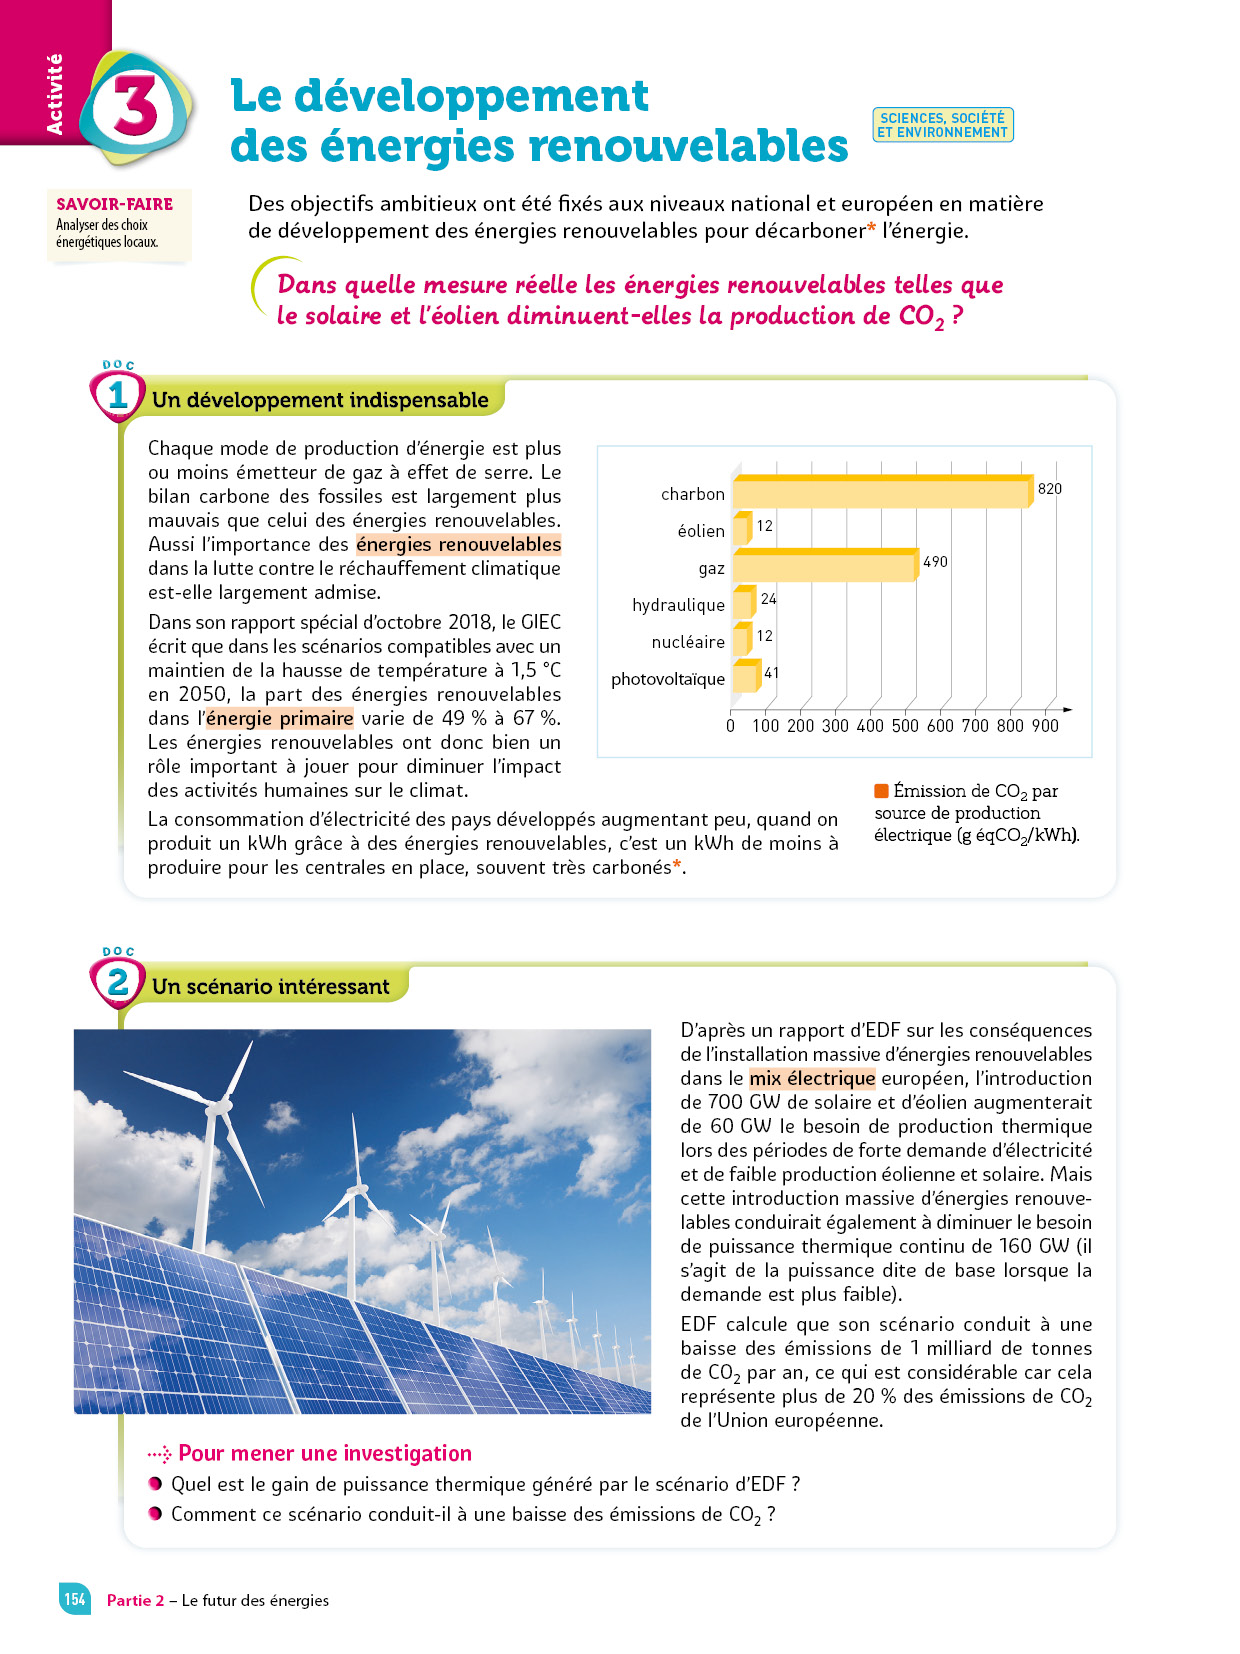 Activité
3
Le développement
des énergies renouvelables
SCIENCES, SOCIÉTÉ
ET ENVIRONNEMENT
SAVOIR-FAIRE
Analyser des choix
énergétiques locaux.
Des objectifs ambitieux ont été fixés aux niveaux national et européen en matière
de développement des énergies renouvelables pour décarboner* l’énergie.
Dans quelle mesure réelle les énergies renouvelables telles que
le solaire et l’éolien diminuent-elles la production de CO₂ ?
DOC
1
Un développement indispensable
Chaque mode de production d’énergie est plus
ou moins émetteur de gaz à effet de serre. Le
bilan carbone des fossiles est largement plus
mauvais que celui des énergies renouvelables.
Aussi l’importance des énergies renouvelables
dans la lutte contre le réchauffement climatique
est-elle largement admise.
Dans son rapport spécial d’octobre 2018, le GIEC
écrit que dans les scénarios compatibles avec un
maintien de la hausse de température à 1,5 °C
en 2050, la part des énergies renouvelables
dans l’énergie primaire varie de 49 % à 67 %.
Les énergies renouvelables ont donc bien un
rôle important à jouer pour diminuer l’impact
des activités humaines sur le climat.
La consommation d’électricité des pays développés augmentant peu, quand on
produit un kWh grâce à des énergies renouvelables, c’est un kWh de moins à
produire pour les centrales en place, souvent très carbonés*.
charbon 820
éolien 12
gaz 490
hydraulique 24
nucléaire 12
photovoltaïque 41
0 100 200 300 400 500 600 700 800 900
Émission de CO₂ par
source de production
électrique (g éqCO₂/kWh).
DOC
2
Un scénario intéressant
D’après un rapport d’EDF sur les conséquences
de l’installation massive d’énergies renouvelables
dans le mix électrique européen, l’introduction
de 700 GW de solaire et d’éolien augmenterait
de 60 GW le besoin de production thermique
lors des périodes de forte demande d’électricité
et de faible production éolienne et solaire. Mais
cette introduction massive d’énergies renouve-
lables conduirait également à diminuer le besoin
de puissance thermique continu de 160 GW (il
s’agit de la puissance dite de base lorsque la
demande est plus faible).
EDF calcule que son scénario conduit à une
baisse des émissions de 1 milliard de tonnes
de CO₂ par an, ce qui est considérable car cela
représente plus de 20 % des émissions de CO₂
de l’Union européenne.
Pour mener une investigation
Quel est le gain de puissance thermique généré par le scénario d’EDF ?
Comment ce scénario conduit-il à une baisse des émissions de CO₂ ?
154
Partie 2 – Le futur des énergies